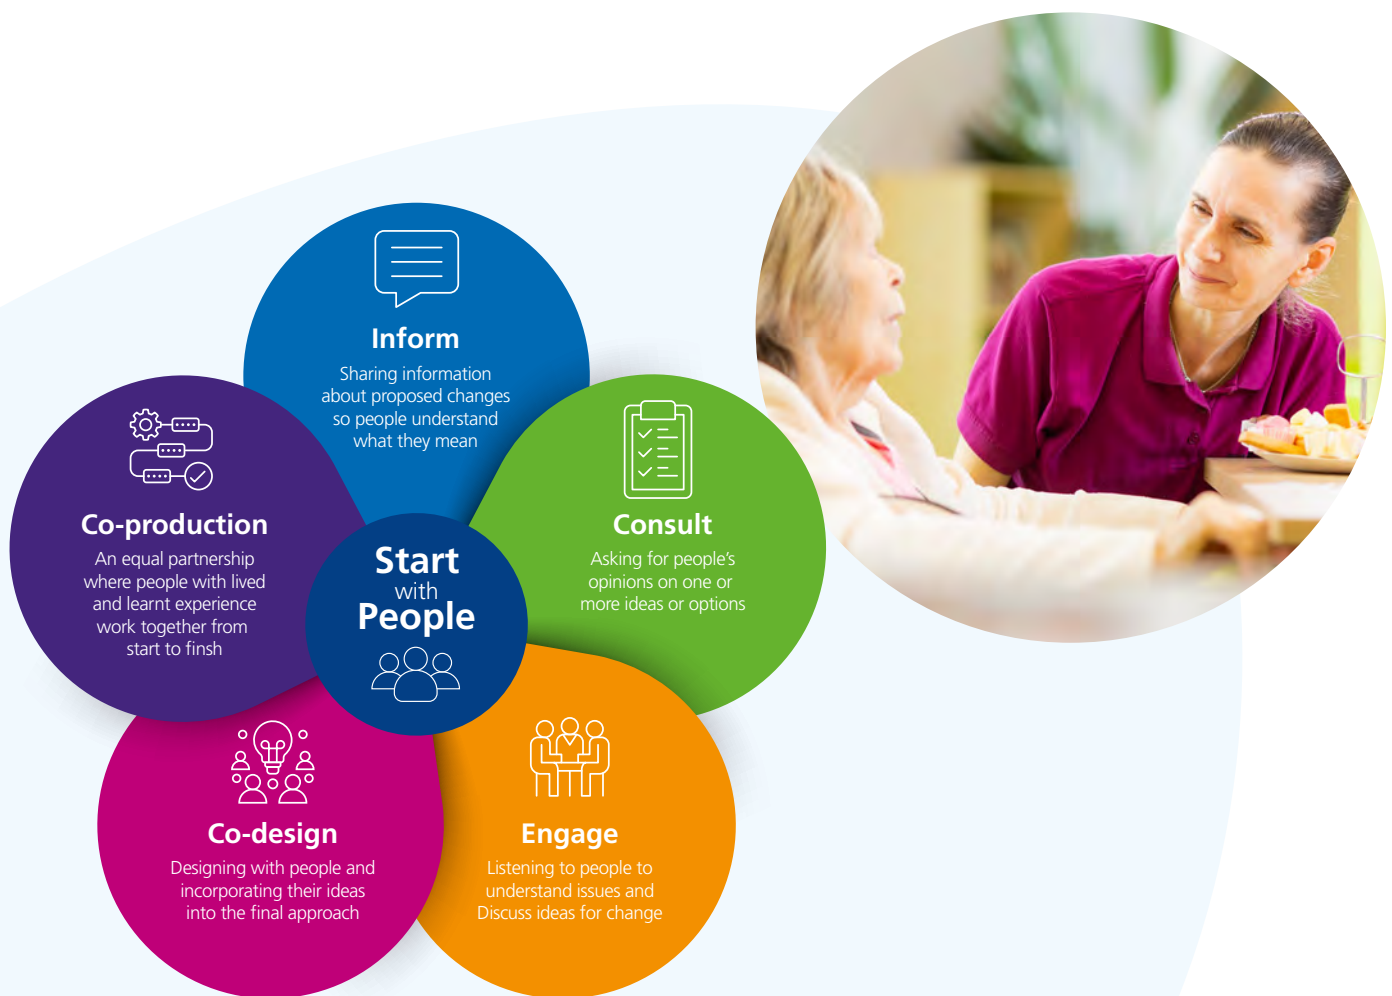 Inform
Sharing information
about proposed changes
so people understand
what they mean
Consult
Asking for people's
opinions on one or
more ideas or options
Engage
Listening to people to
understand issues and
Discuss ideas for change
Co-design
Designing with people and
incorporating their ideas
into the final approach
Co-production
An equal partnership
where people with lived
and learnt experience
work together from
start to finsh
Start
with
People